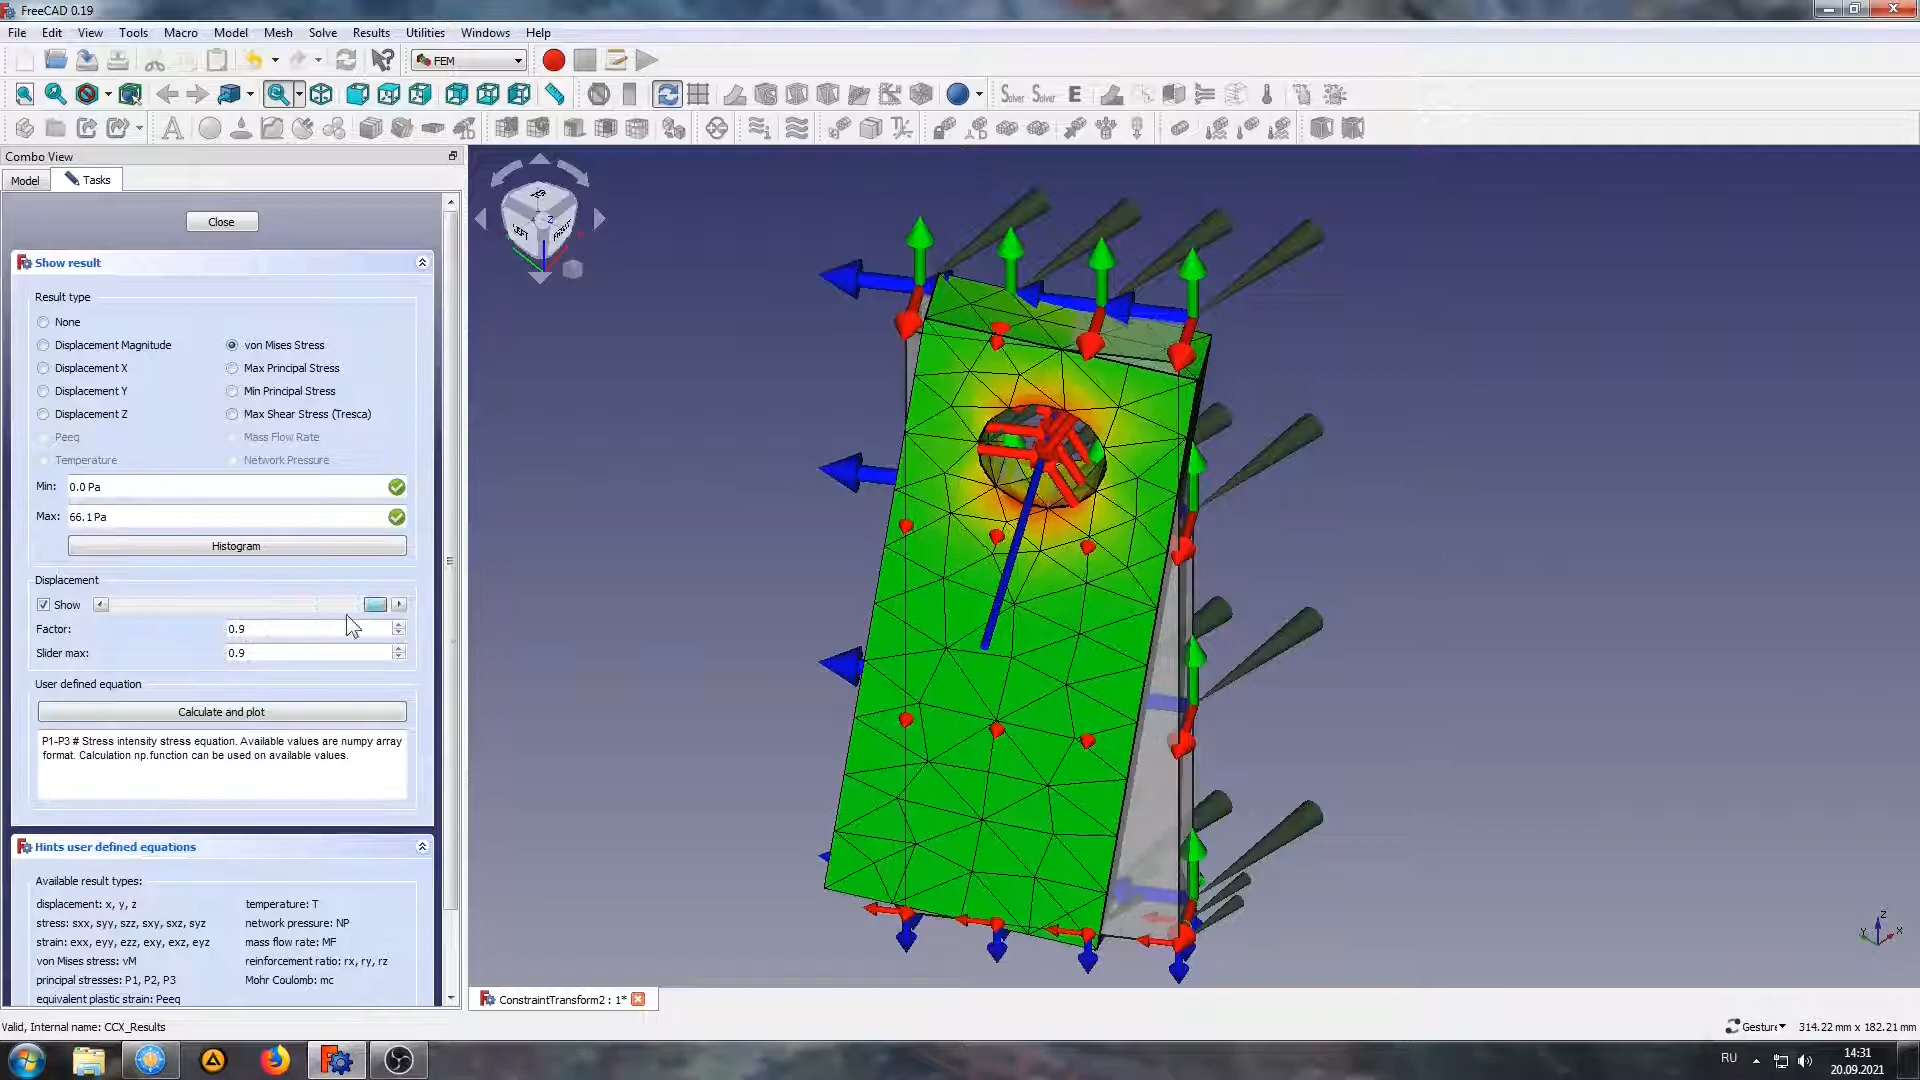 FreeCAD 0.19
File Edit View Tools Macro Model Mesh Solve Results Utilities Windows Help
FEM
Solver Solver E
Combo View
Model Tasks
Close
Show result
Result type
None
Displacement Magnitude von Mises Stress
Displacement X Max Principal Stress
Displacement Y Min Principal Stress
Displacement Z Max Shear Stress (Tresca)
Peeq Mass Flow Rate
Temperature Network Pressure
Min: 0.0 Pa
Max: 66.1 Pa
Histogram
Displacement
Show
Factor: 0.9
Slider max: 0.9
User defined equation
Calculate and plot
P1-P3 # Stress intensity stress equation. Available values are numpy array
format. Calculation np.function can be used on available values.
Hints user defined equations
Available result types:
displacement: x, y, z temperature: T
stress: sxx, syy, szz, sxy, sxz, syz network pressure: NP
strain: exx, eyy, ezz, exy, exz, eyz mass flow rate: MF
von Mises stress: vM reinforcement ratio: rx, ry, rz
principal stresses: P1, P2, P3 Mohr Coulomb: mc
equivalent plastic strain: Peeq
LEFT
Z
Z
Y X
ConstraintTransform2 : 1*
Valid, Internal name: CCX_Results
Gesture 314.22 mm x 182.21 mm
RU
14:31
20.09.2021